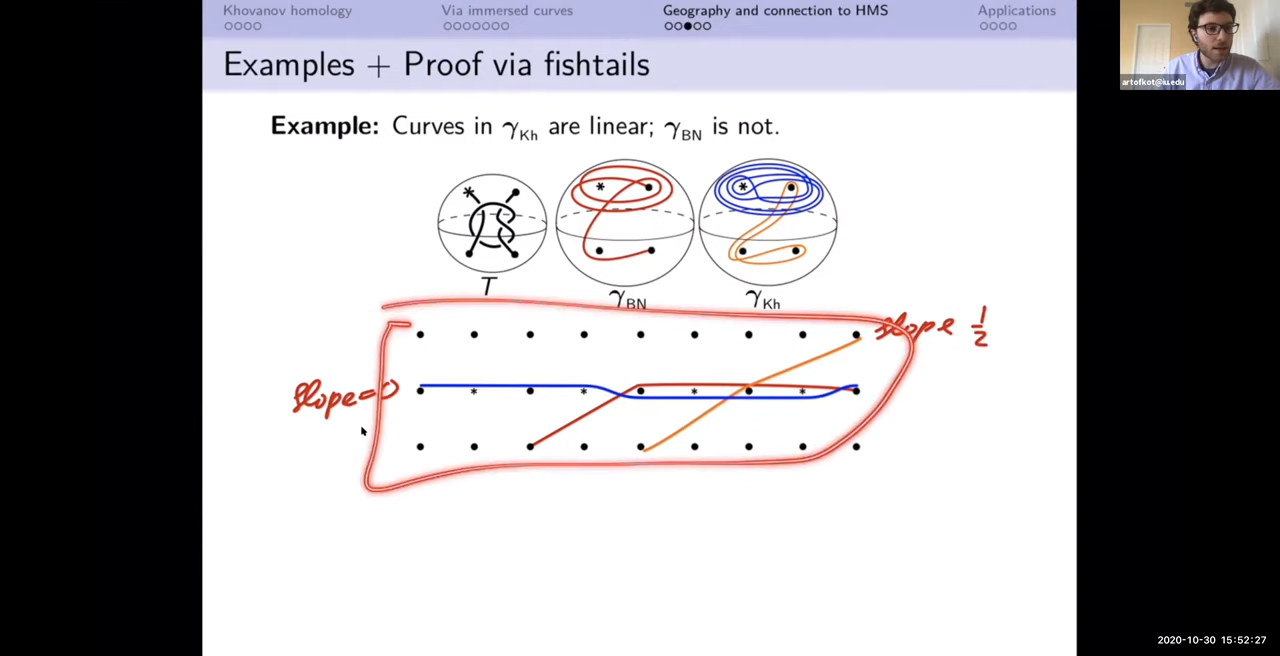 Khovanov homology Via immersed curves Geography and connection to HMS Applications
Examples + Proof via fishtails
artofkot@iu.edu
Example: Curves in γKh are linear; γBN is not.
T γBN γKh
slope 1/2
slope=0
2020-10-30 15:52:27